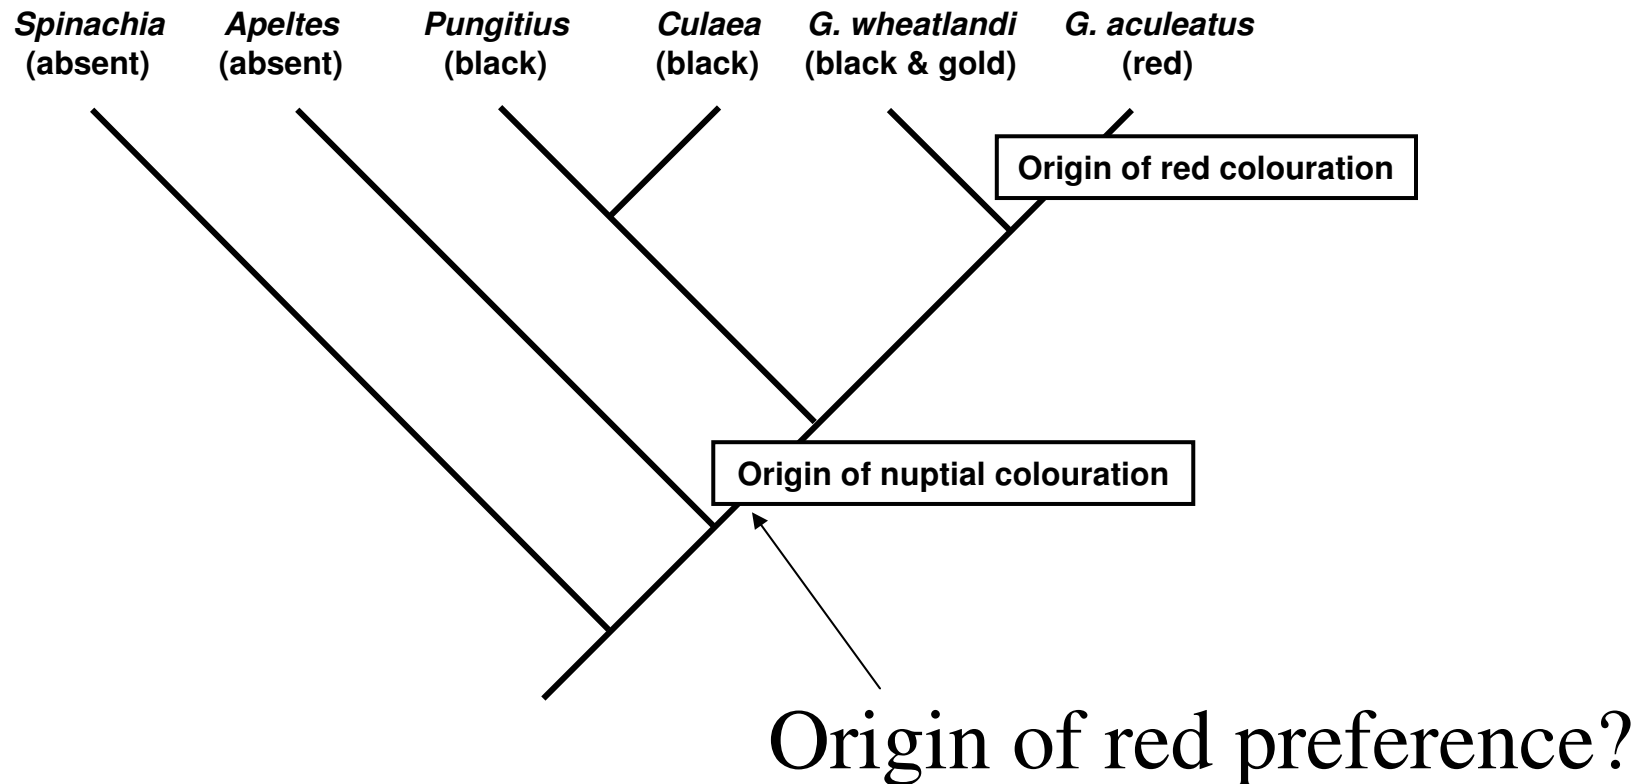 Spinachia Apeltes Pungitius Culaea G. wheatlandi G. aculeatus
(absent) (absent) (black) (black) (black & gold) (red)
Origin of red colouration
Origin of nuptial colouration
Origin of red preference?